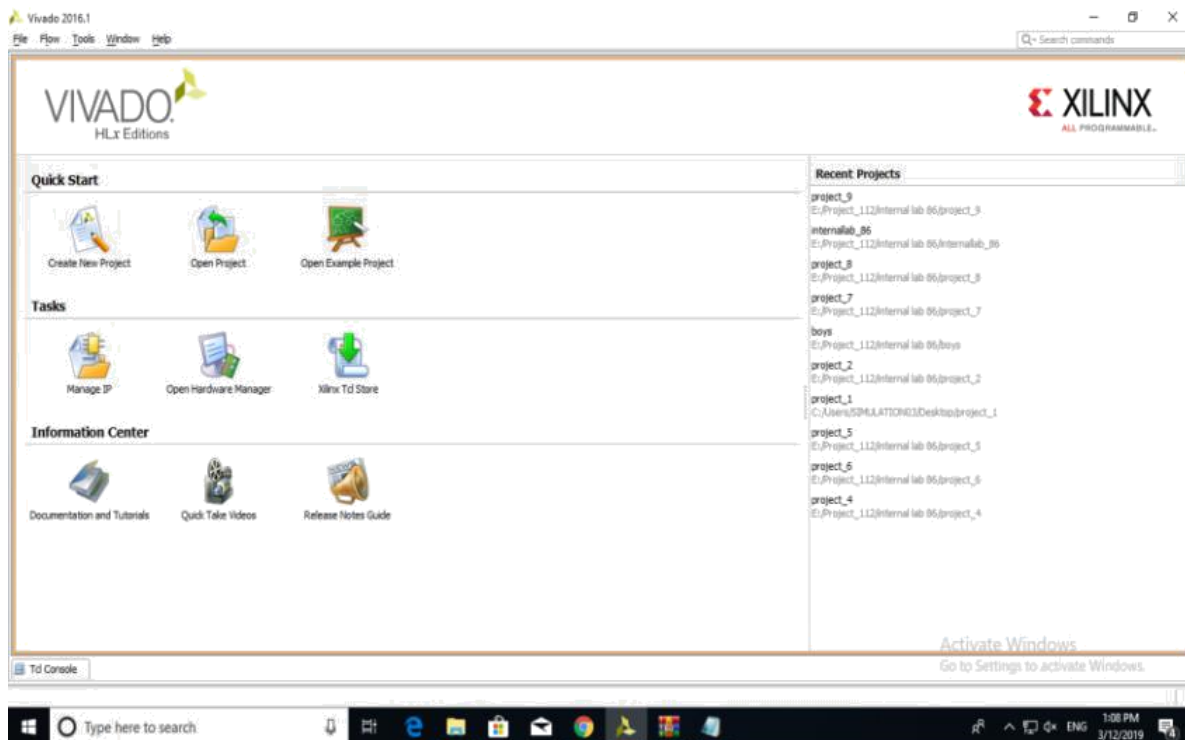 Vivado 2016.1
File Flow Tools Window Help
Search commands
VIVADO.
HLx Editions
XILINX
ALL PROGRAMMABLE.
Quick Start
Create New Project
Open Project
Open Example Project
Tasks
Manage IP
Open Hardware Manager
Xilinx Tcl Store
Information Center
Documentation and Tutorials
Quick Take Videos
Release Notes Guide
Recent Projects
project_9
E:/Project_112/internal lab 86/project_9
internallab_86
E:/Project_112/internal lab 86/internallab_86
project_8
E:/Project_112/internal lab 86/project_8
project_7
E:/Project_112/internal lab 86/project_7
boys
E:/Project_112/internal lab 86/boys
project_2
E:/Project_112/internal lab 86/project_2
project_1
C:/Users/SIMULATION03/Desktop/project_1
project_5
E:/Project_112/internal lab 86/project_5
project_6
E:/Project_112/internal lab 86/project_6
project_4
E:/Project_112/internal lab 86/project_4
Activate Windows
Go to Settings to activate Windows.
Tcl Console
Type here to search
ENG
1:08 PM
3/12/2019
4